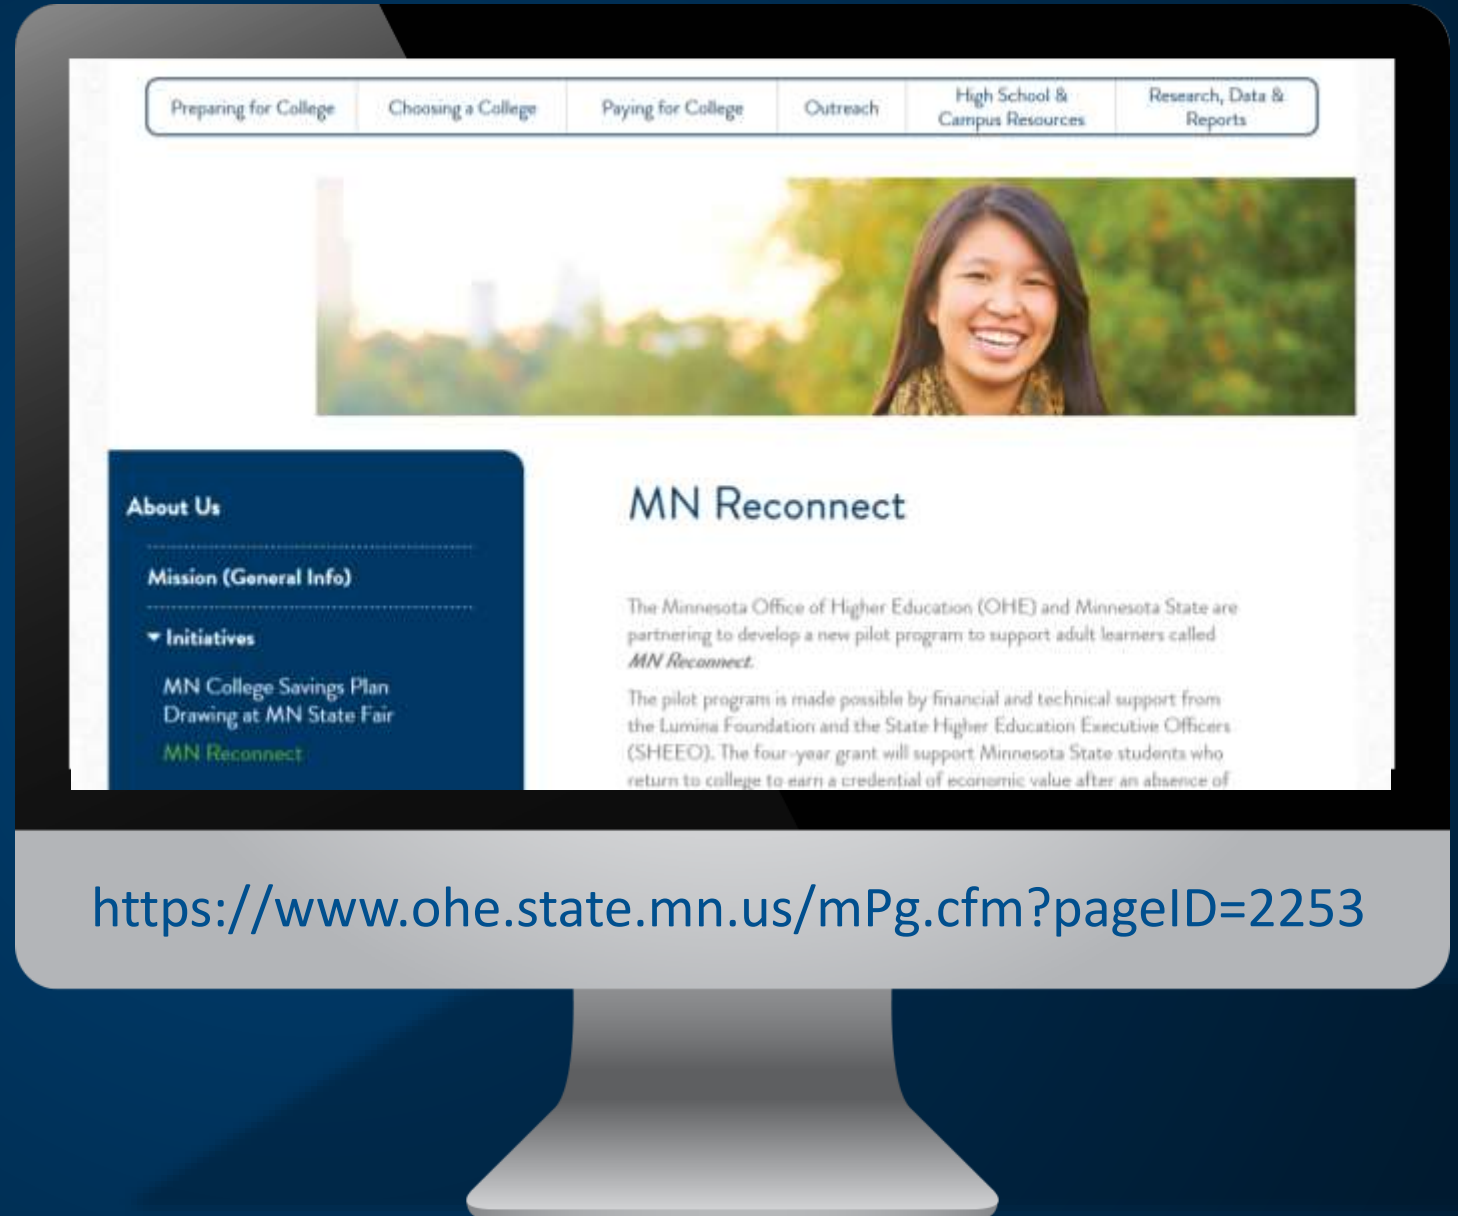 Preparing for College
Choosing a College
Paying for College
Outreach
High School &
Campus Resources
Research, Data &
Reports
About Us
Mission (General Info)
Initiatives
MN College Savings Plan
Drawing at MN State Fair
MN Reconnect
MN Reconnect
The Minnesota Office of Higher Education (OHE) and Minnesota State are
partnering to develop a new pilot program to support adult learners called
MN Reconnect.
The pilot program is made possible by financial and technical support from
the Lumina Foundation and the State Higher Education Executive Officers
(SHEEO). The four-year grant will support Minnesota State students who
return to college to earn a credential of economic value after an absence of
https://www.ohe.state.mn.us/mPg.cfm?pageID=2253